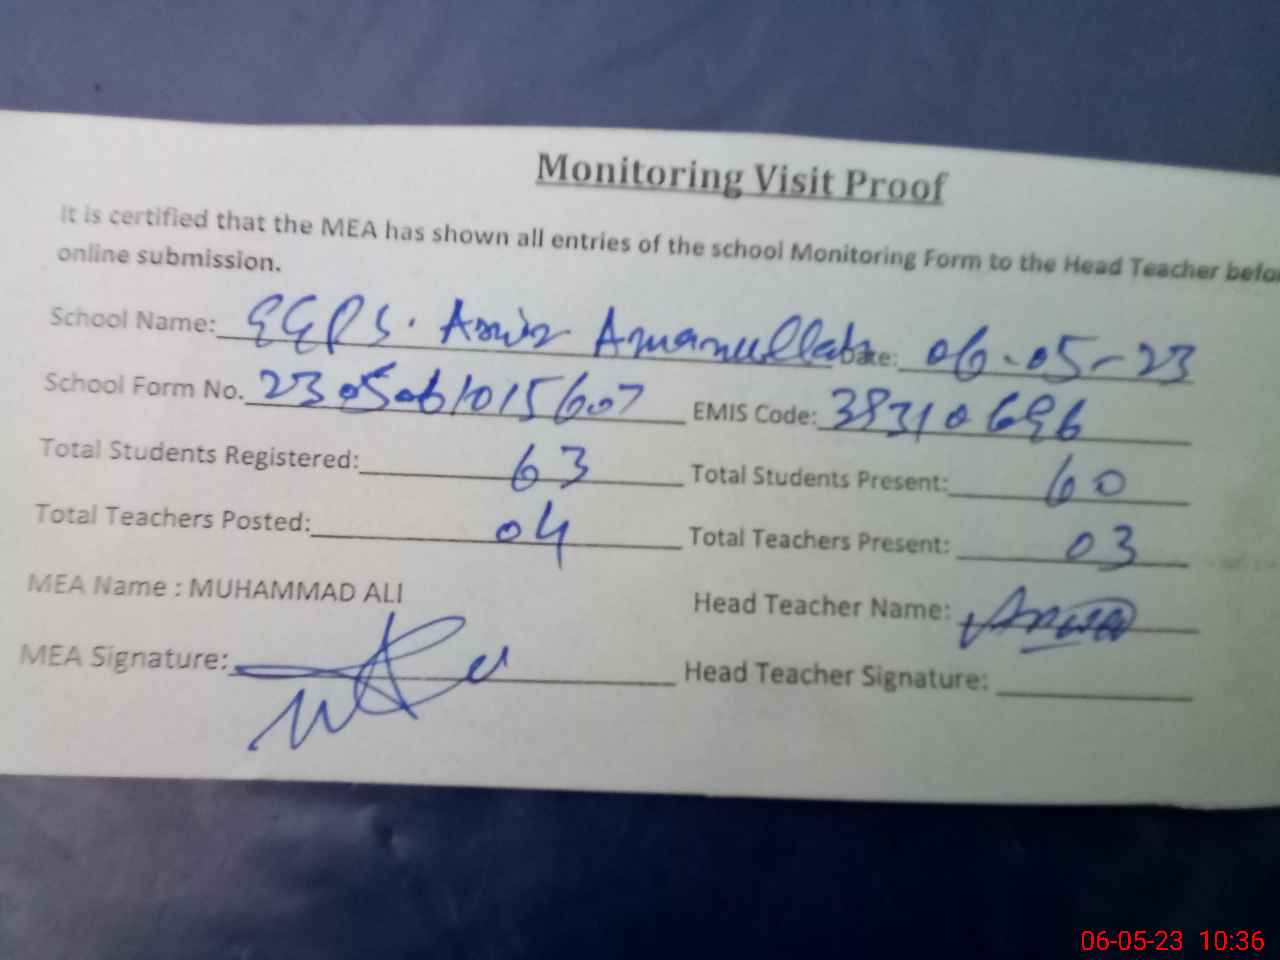 Monitoring Visit Proof
It is certified that the MEA has shown all entries of the school Monitoring Form to the Head Teacher befo
online submission.
School Name: GGPS. Amir Amanullah Date: 06-05-23
School Form No. 2305061015607 EMIS Code: 38310696
Total Students Registered: 63 Total Students Present: 60
Total Teachers Posted: 04 Total Teachers Present: 03
MEA Name : MUHAMMAD ALI Head Teacher Name:
MEA Signature: Head Teacher Signature:
06-05-23 10:36